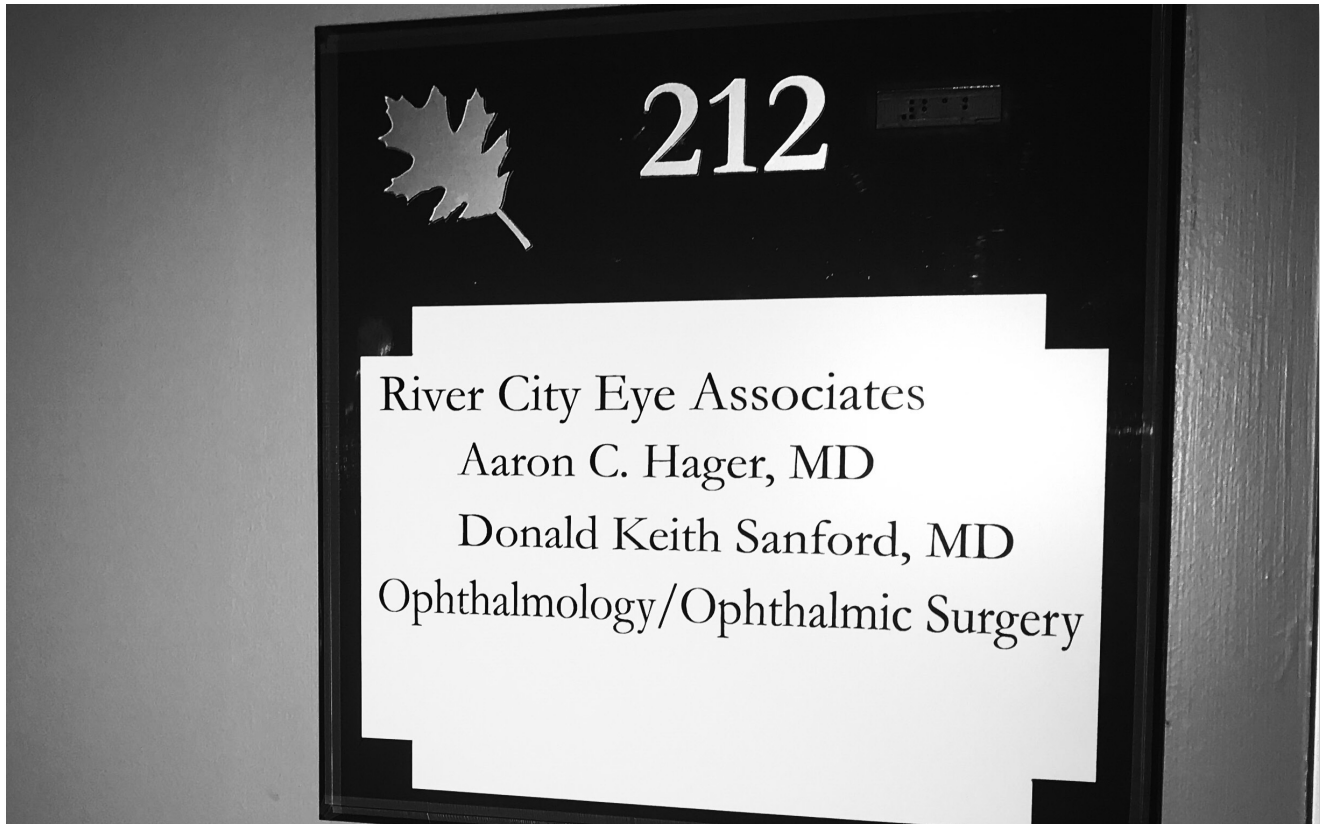 212
River City Eye Associates
Aaron C. Hager, MD
Donald Keith Sanford, MD
Ophthalmology/Ophthalmic Surgery